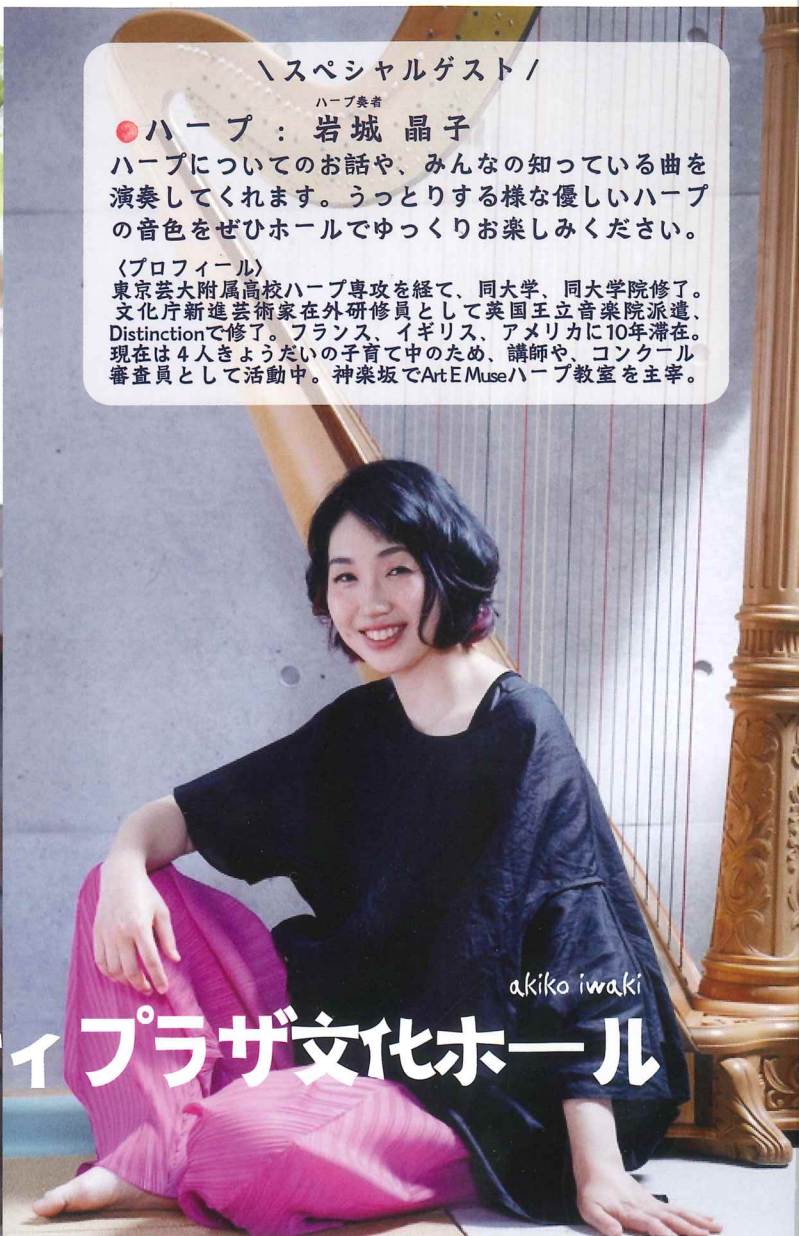 \ スペシャルゲスト /
ハープ奏者
●ハープ : 岩城 晶子
ハープについてのお話や、みんなの知っている曲を
演奏してくれます。うっとりする様な優しいハープ
の音色をぜひホールでゆっくりお楽しみください。
〈プロフィール〉
東京芸大附属高校ハープ専攻を経て、同大学、同大学院修了。
文化庁新進芸術家在外研修員として英国王立音楽院派遣、
Distinctionで修了。フランス、イギリス、アメリカに10年滞在。
現在は4人きょうだいの子育て中のため、講師や、コンクール
審査員として活動中。神楽坂でArt E Museハープ教室を主宰。
akiko iwaki
ィプラザ文化ホール